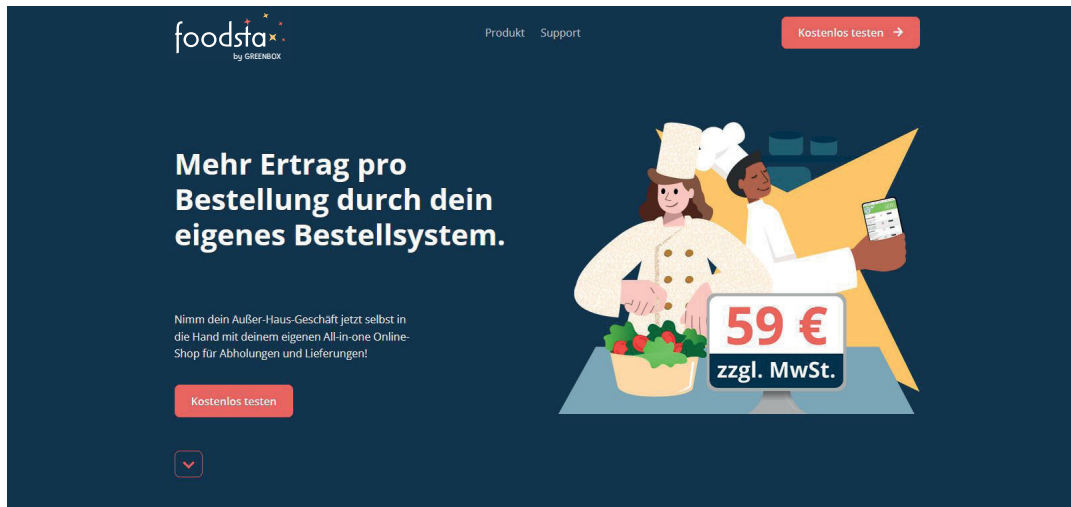 foodsta
by GREENBOX
Produkt Support
Kostenlos testen
Mehr Ertrag pro
Bestellung durch dein
eigenes Bestellsystem.
Nimm dein Außer-Haus-Geschäft jetzt selbst in
die Hand mit deinem eigenen All-in-one Online-
Shop für Abholungen und Lieferungen!
Kostenlos testen
59 €
zzgl. MwSt.